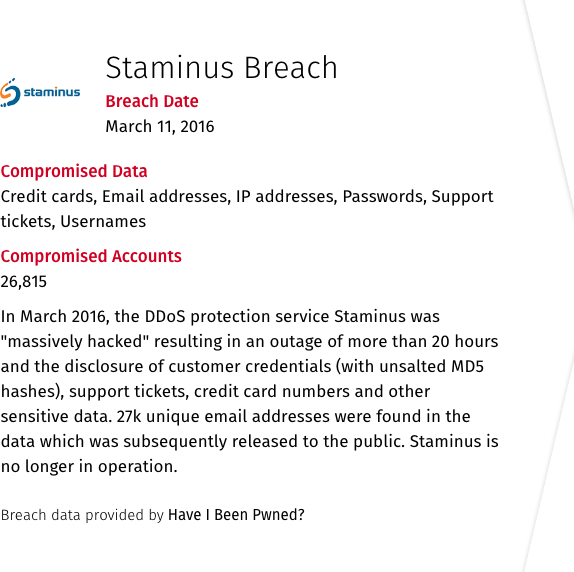 staminus
Staminus Breach
Breach Date
March 11, 2016
Compromised Data
Credit cards, Email addresses, IP addresses, Passwords, Support
tickets, Usernames
Compromised Accounts
26,815
In March 2016, the DDoS protection service Staminus was
"massively hacked" resulting in an outage of more than 20 hours
and the disclosure of customer credentials (with unsalted MD5
hashes), support tickets, credit card numbers and other
sensitive data. 27k unique email addresses were found in the
data which was subsequently released to the public. Staminus is
no longer in operation.
Breach data provided by Have I Been Pwned?